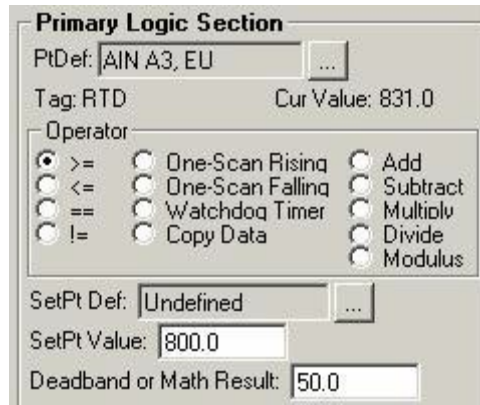 Primary Logic Section
PtDef: AIN A3, EU ...
Tag: RTD Cur Value: 831.0
Operator
>= One-Scan Rising Add
<= One-Scan Falling Subtract
== Watchdog Timer Multiply
!= Copy Data Divide
Modulus
SetPt Def: Undefined ...
SetPt Value: 800.0
Deadband or Math Result: 50.0